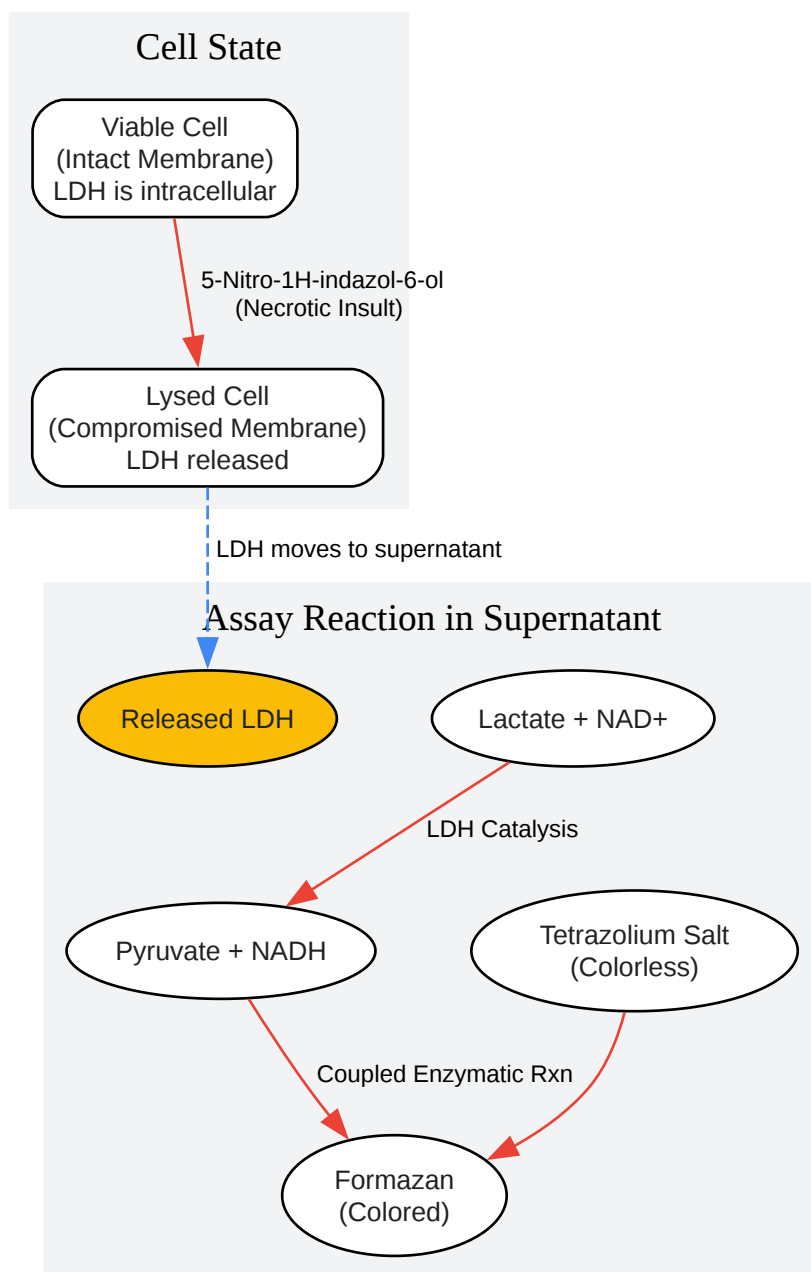 Cell State
Viable Cell
(Intact Membrane)
LDH is intracellular
5-Nitro-1H-indazol-6-ol
(Necrotic Insult)
Lysed Cell
(Compromised Membrane)
LDH released
LDH moves to supernatant
Assay Reaction in Supernatant
Released LDH
Lactate + NAD+
LDH Catalysis
Pyruvate + NADH
Tetrazolium Salt
(Colorless)
Coupled Enzymatic Rxn
Formazan
(Colored)